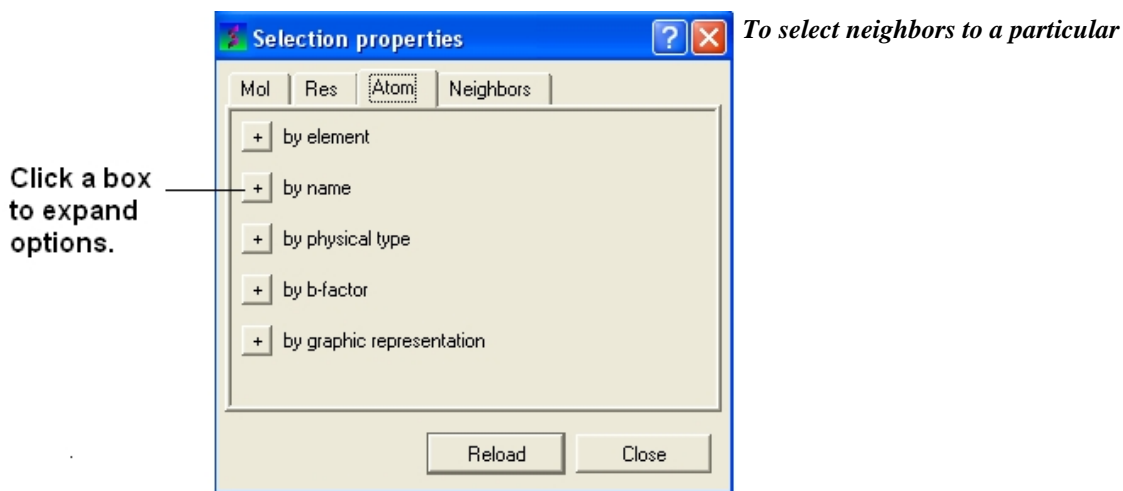 To select neighbors to a particular
Selection properties
Mol Res Atom Neighbors
+ by element
Click a box
to expand
options.
+ by name
+ by physical type
+ by b-factor
+ by graphic representation
Reload Close
.